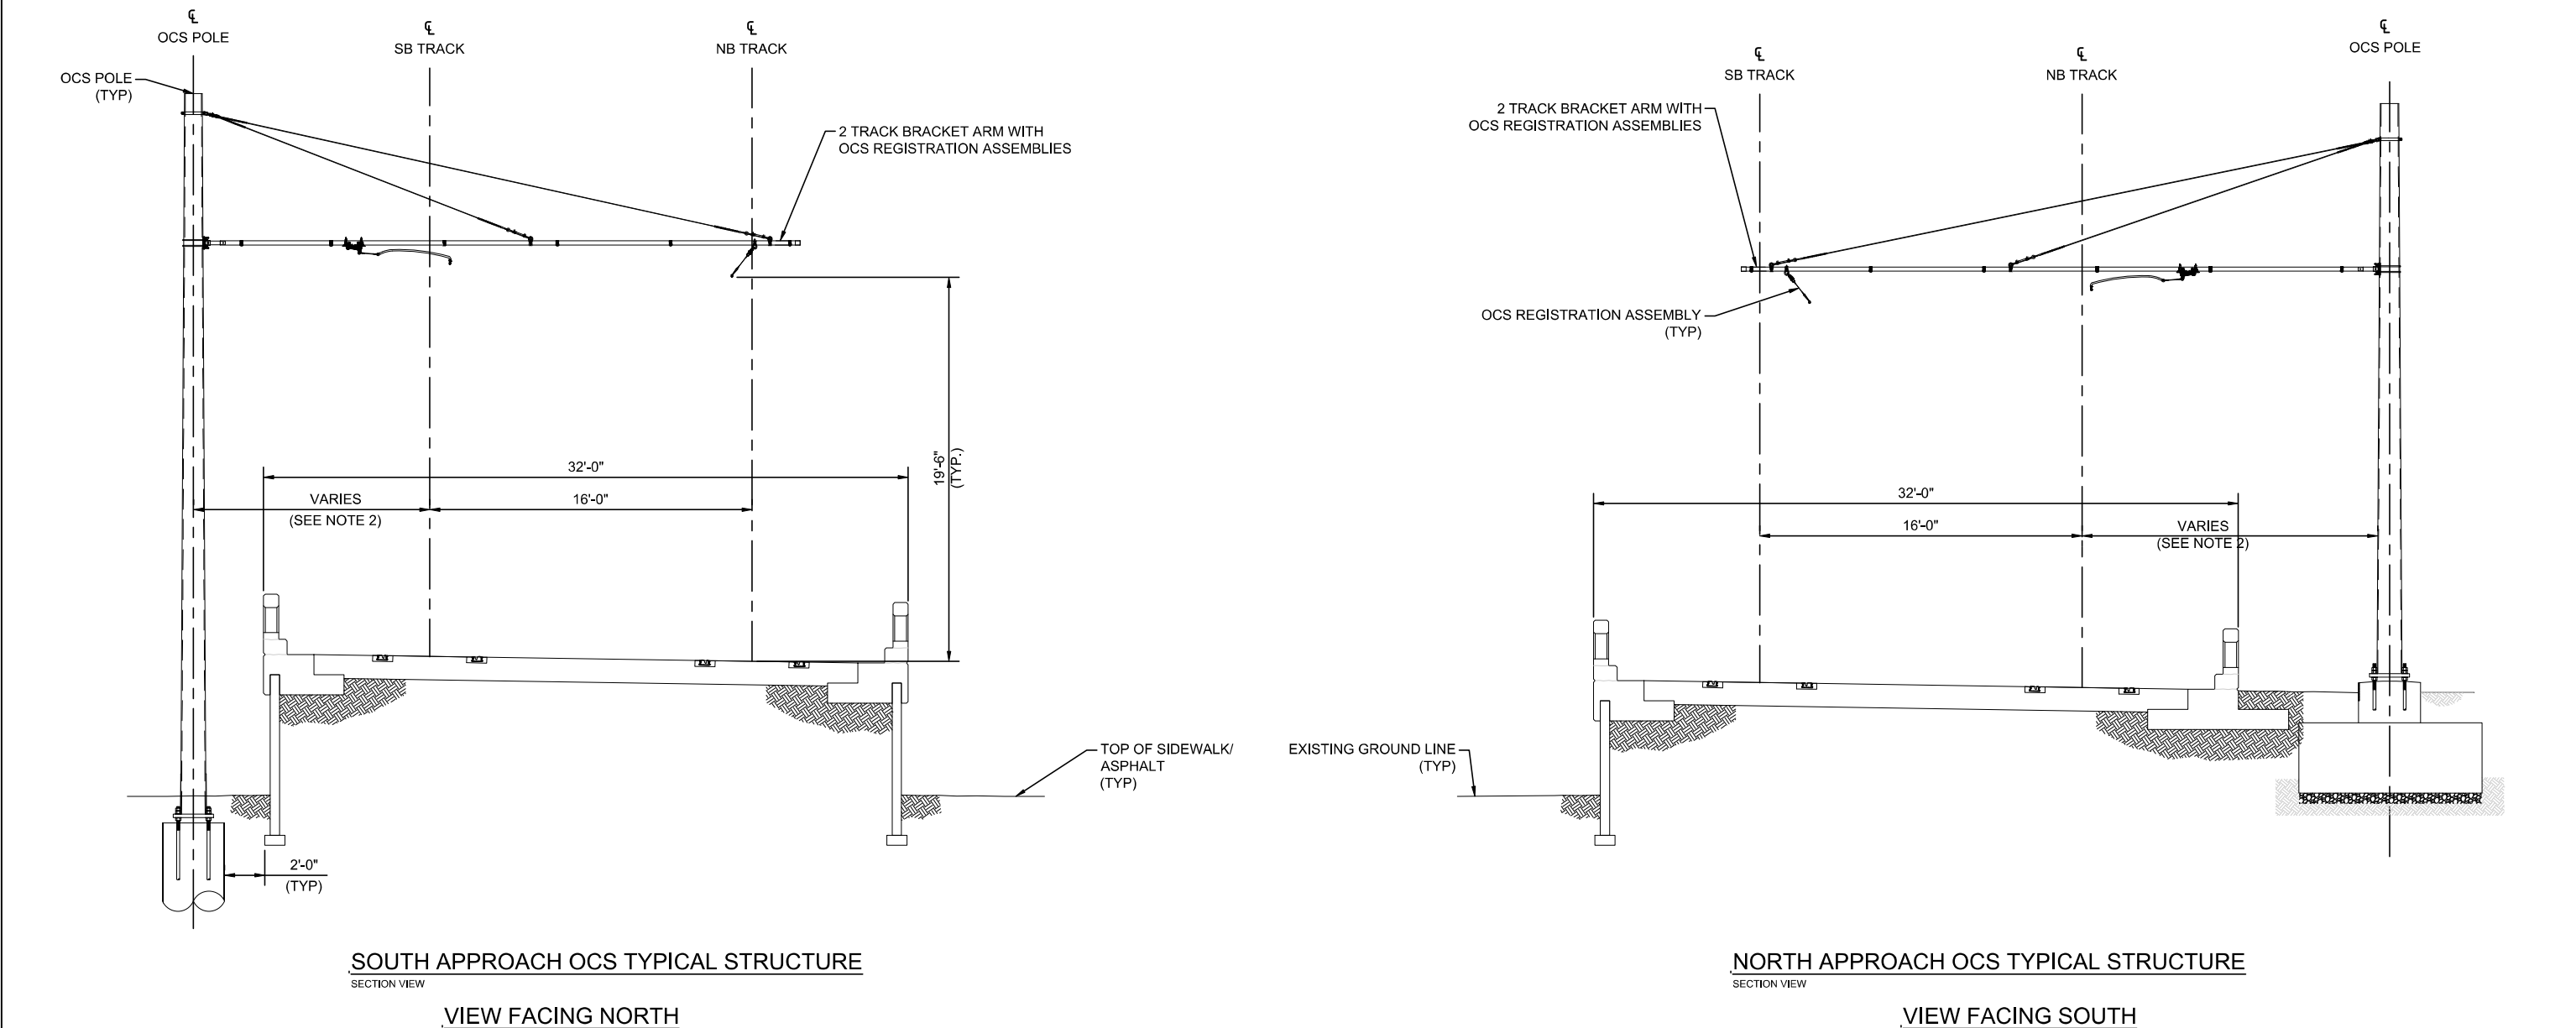 ℄
OCS POLE
℄
SB TRACK
℄
NB TRACK
OCS POLE
(TYP)
2 TRACK BRACKET ARM WITH
OCS REGISTRATION ASSEMBLIES
19'-6"
(TYP.)
32'-0"
VARIES
(SEE NOTE 2)
16'-0"
TOP OF SIDEWALK/
ASPHALT
(TYP)
2'-0"
(TYP)
SOUTH APPROACH OCS TYPICAL STRUCTURE
SECTION VIEW
VIEW FACING NORTH
℄
SB TRACK
℄
NB TRACK
℄
OCS POLE
2 TRACK BRACKET ARM WITH
OCS REGISTRATION ASSEMBLIES
OCS REGISTRATION ASSEMBLY
(TYP)
32'-0"
16'-0"
VARIES
(SEE NOTE 2)
EXISTING GROUND LINE
(TYP)
NORTH APPROACH OCS TYPICAL STRUCTURE
SECTION VIEW
VIEW FACING SOUTH